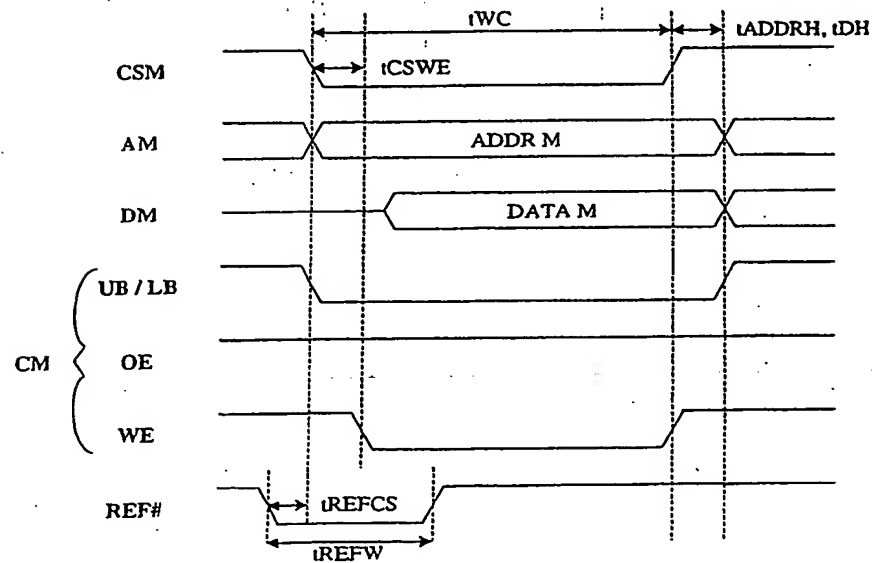 tWC
tADDRH, tDH
CSM
tCSWE
AM
ADDR M
DM
DATA M
UB / LB
CM
OE
WE
REF#
tREFCS
tREFW